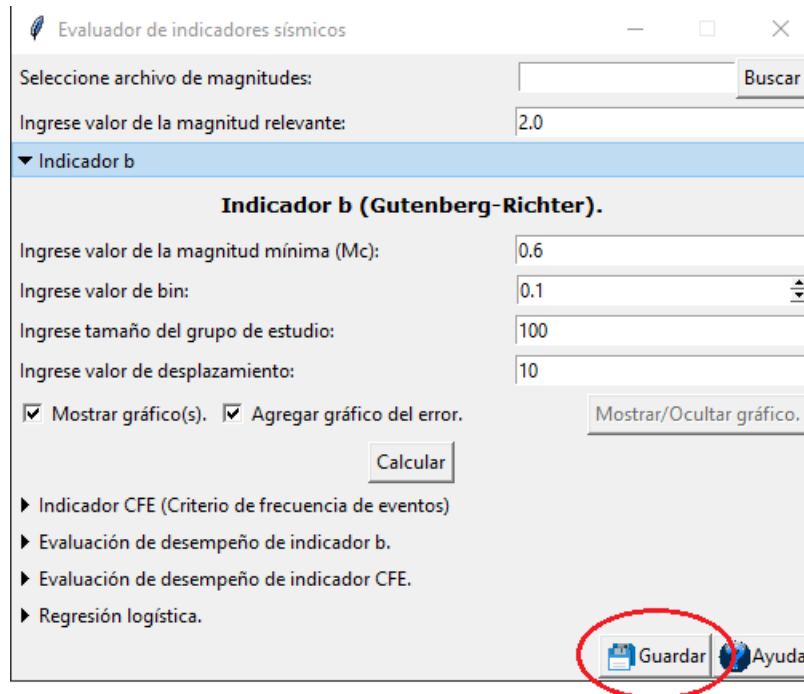 Evaluador de indicadores sísmicos
Seleccione archivo de magnitudes: Buscar
Ingrese valor de la magnitud relevante: 2.0
Indicador b
Indicador b (Gutenberg-Richter).
Ingrese valor de la magnitud mínima (Mc): 0.6
Ingrese valor de bin: 0.1
Ingrese tamaño del grupo de estudio: 100
Ingrese valor de desplazamiento: 10
Mostrar gráfico(s). Agregar gráfico del error. Mostrar/Ocultar gráfico.
Calcular
Indicador CFE (Criterio de frecuencia de eventos)
Evaluación de desempeño de indicador b.
Evaluación de desempeño de indicador CFE.
Regresión logística.
Guardar Ayuda